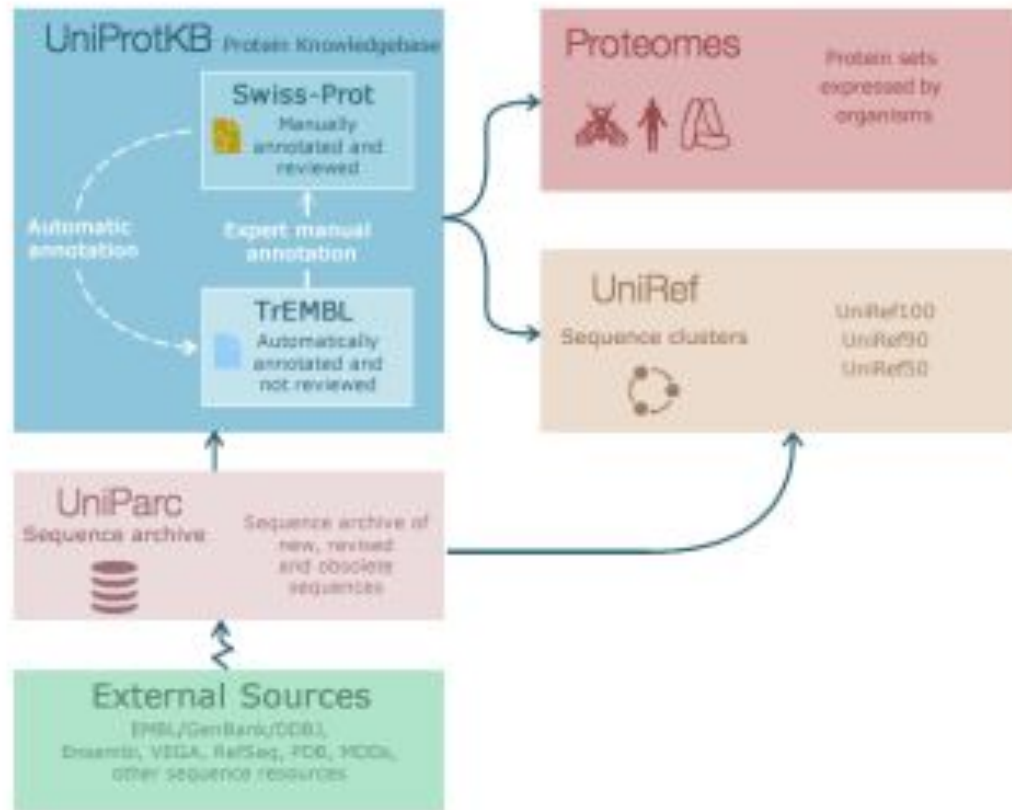 UniProtKB Protein Knowledgebase
Swiss-Prot
Manually
annotated and
reviewed
Automatic
annotation
Expert manual
annotation
TrEMBL
Automatically
annotated and
not reviewed
Proteomes
Protein sets
expressed by
organisms
UniRef
Sequence clusters
UniRef100
UniRef90
UniRef50
UniParc
Sequence archive
Sequence archive of
new, revised
and obsolete
sequences
External Sources
EMBL/GenBank/DDBJ,
Ensembl, VEGA, RefSeq, PDB, MODs,
other sequence resources